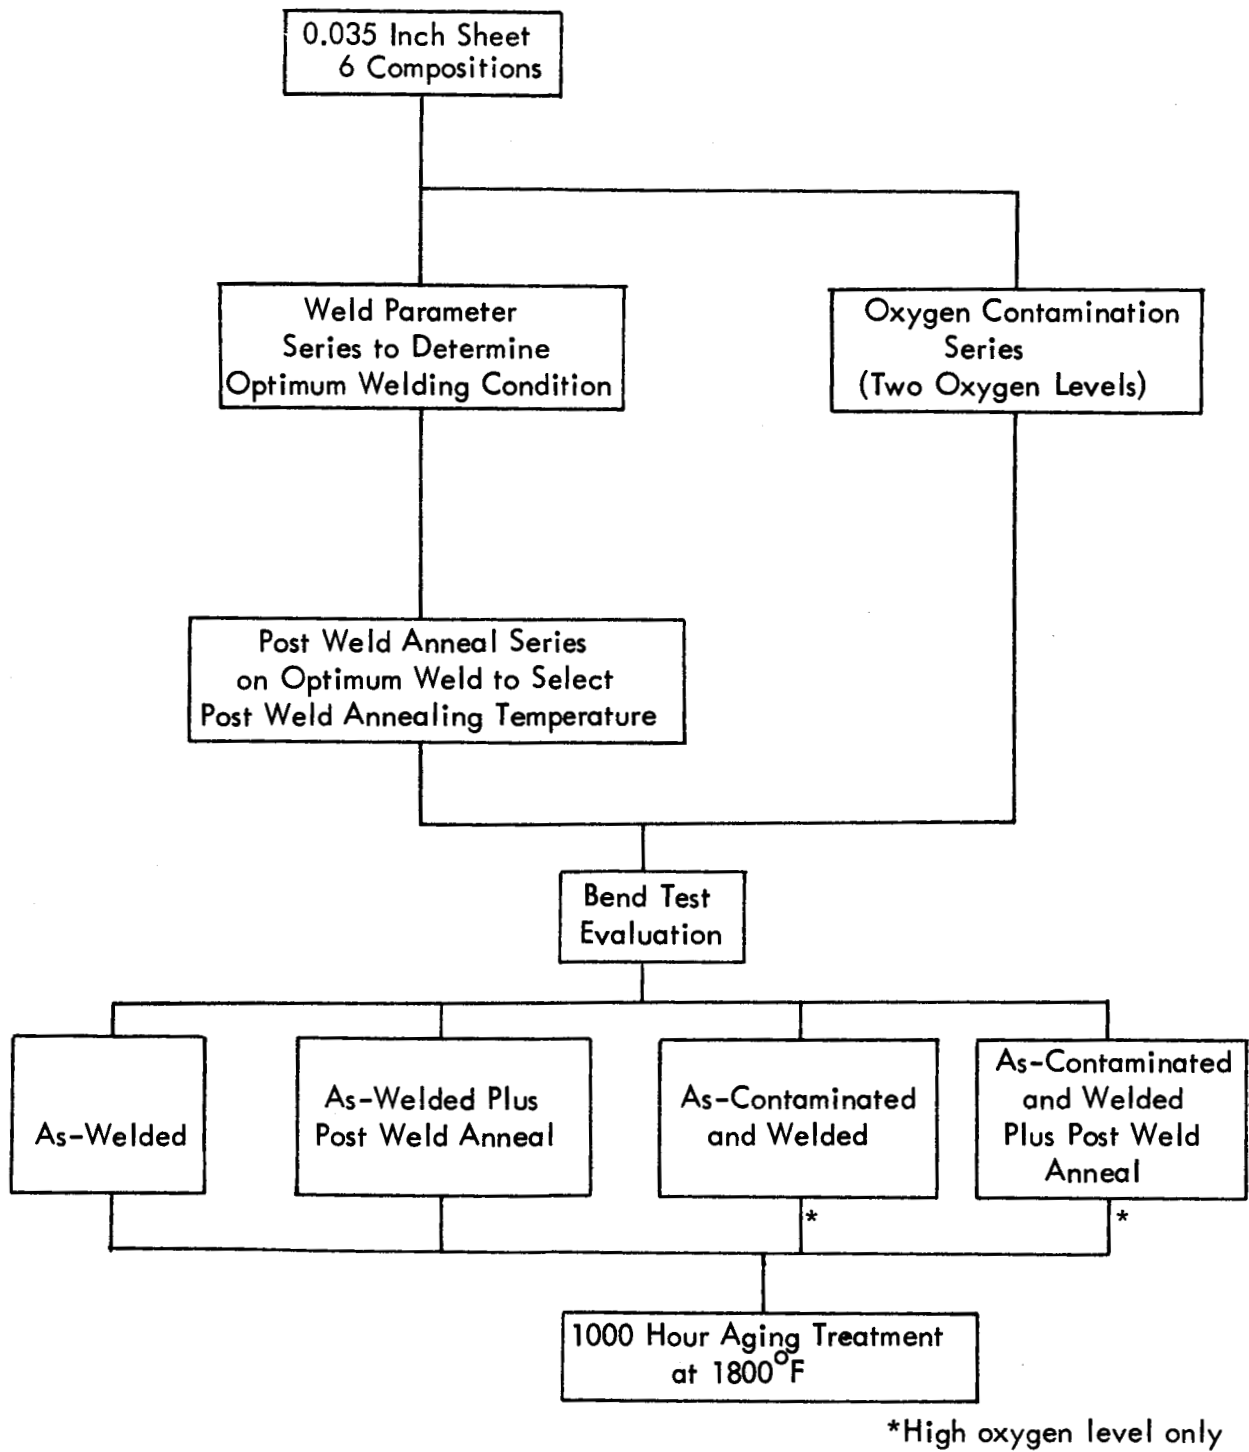 0.035 Inch Sheet
6 Compositions
Weld Parameter
Series to Determine
Optimum Welding Condition
Oxygen Contamination
Series
(Two Oxygen Levels)
Post Weld Anneal Series
on Optimum Weld to Select
Post Weld Annealing Temperature
Bend Test
Evaluation
As-Welded
As-Welded Plus
Post Weld Anneal
As-Contaminated
and Welded
*
As-Contaminated
and Welded
Plus Post Weld
Anneal
*
1000 Hour Aging Treatment
at 1800°F
*High oxygen level only